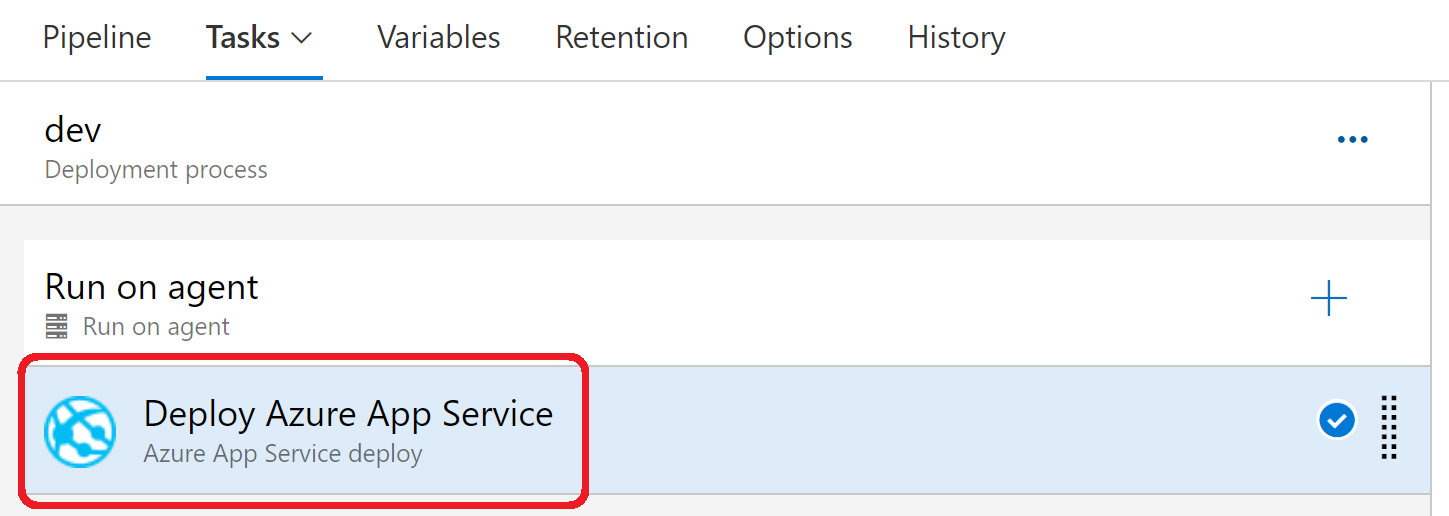 Pipeline Tasks Variables Retention Options History
dev
Deployment process
Run on agent
Run on agent
Deploy Azure App Service
Azure App Service deploy